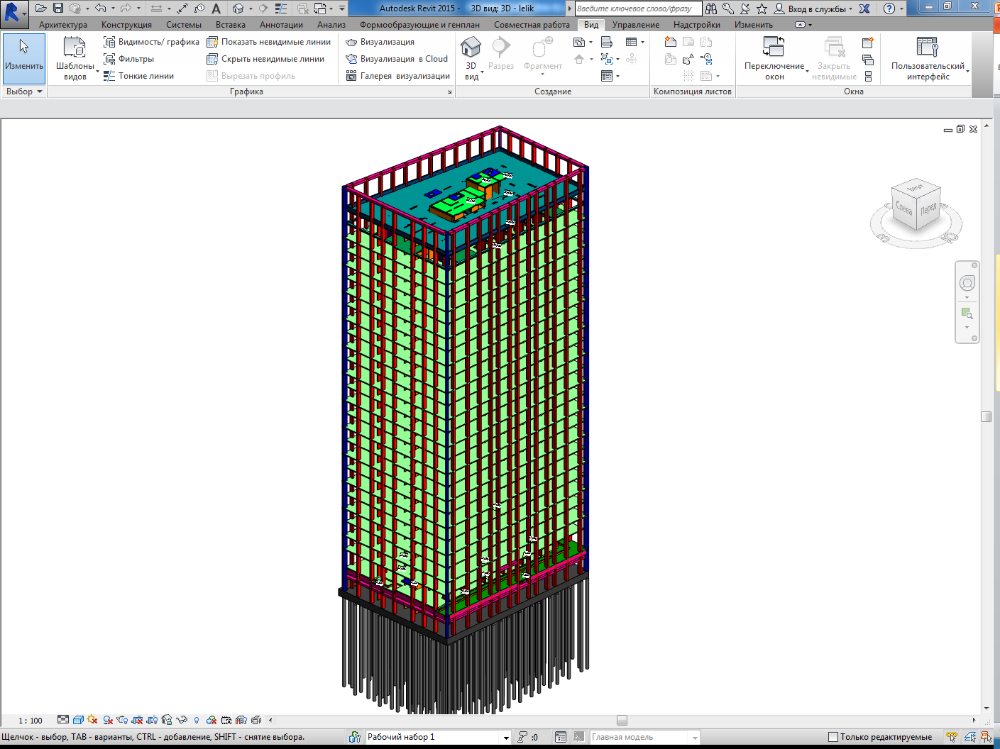 Autodesk Revit 2015 - 3D вид: 3D - lelik
Введите ключевое слово/фразу
Вход в службы
Архитектура Конструкция Системы Вставка Аннотации Анализ Формообразующие и генплан Совместная работа Вид Управление Надстройки Изменить
Изменить
Выбор
Шаблоны
видов
Видимость/ графика
Фильтры
Тонкие линии
Показать невидимые линии
Скрыть невидимые линии
Вырезать профиль
Графика
Визуализация
Визуализация в Cloud
Галерея визуализации
3D
вид
Разрез
Фрагмент
Создание
Композиция листов
Переключение
окон
Закрыть
невидимые
Окна
Пользовательский
интерфейс
Верх
Слева
Перед
1 : 100
Щелчок - выбор, TAB - варианты, CTRL - добавление, SHIFT - снятие выбора.
Рабочий набор 1
:0
Главная модель
Только редактируемые